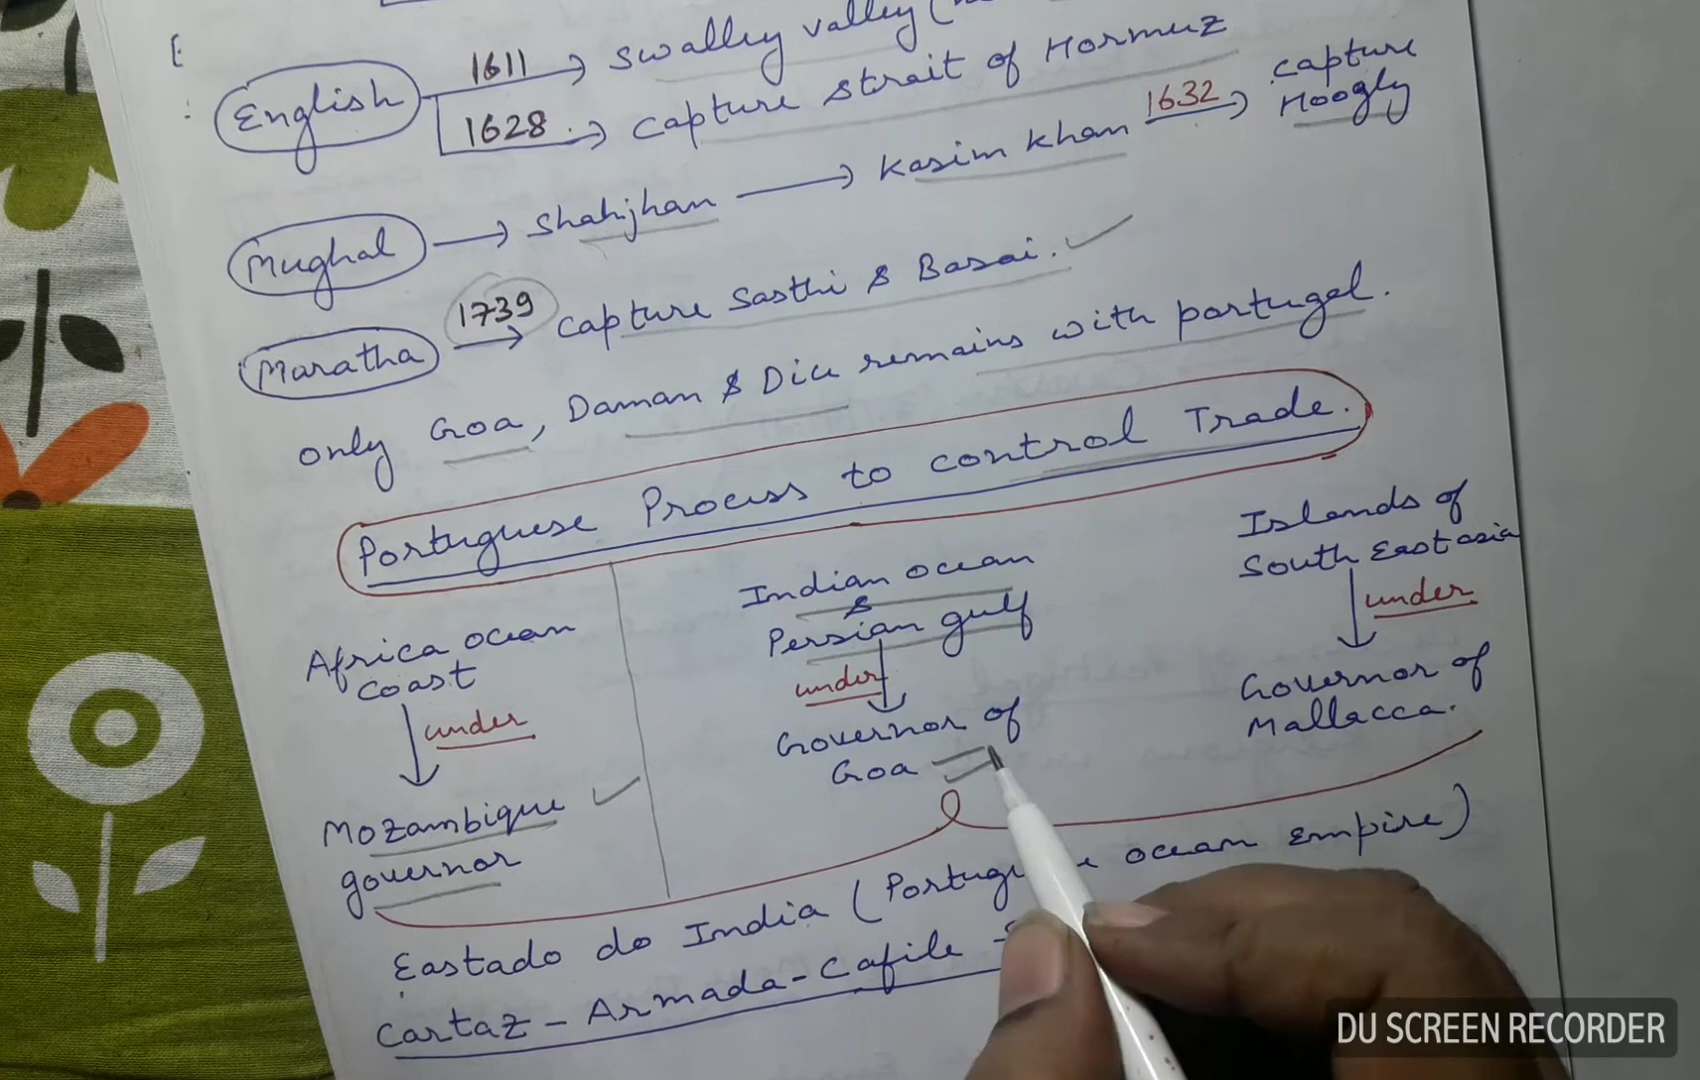 English 1611 → Swalley valley (
1628 → Capture Strait of Hormuz
Mughal → Shahjhan → Kasim Khan 1632 → capture Hoogly
Maratha 1739 → Capture Sasthi & Basai.
only Goa, Daman & Diu remains with portugal.
Portuguese Process to control Trade.
Africa ocean
coast
under
Mozambique
governor
Indian ocean
&
Persian gulf
under
Governor of
Goa
Islands of
South East asia
under
Governor of
Mallacca.
Eastado do India (Portugu ocean Empire)
Cartaz - Armada - Cafile -
DU SCREEN RECORDER